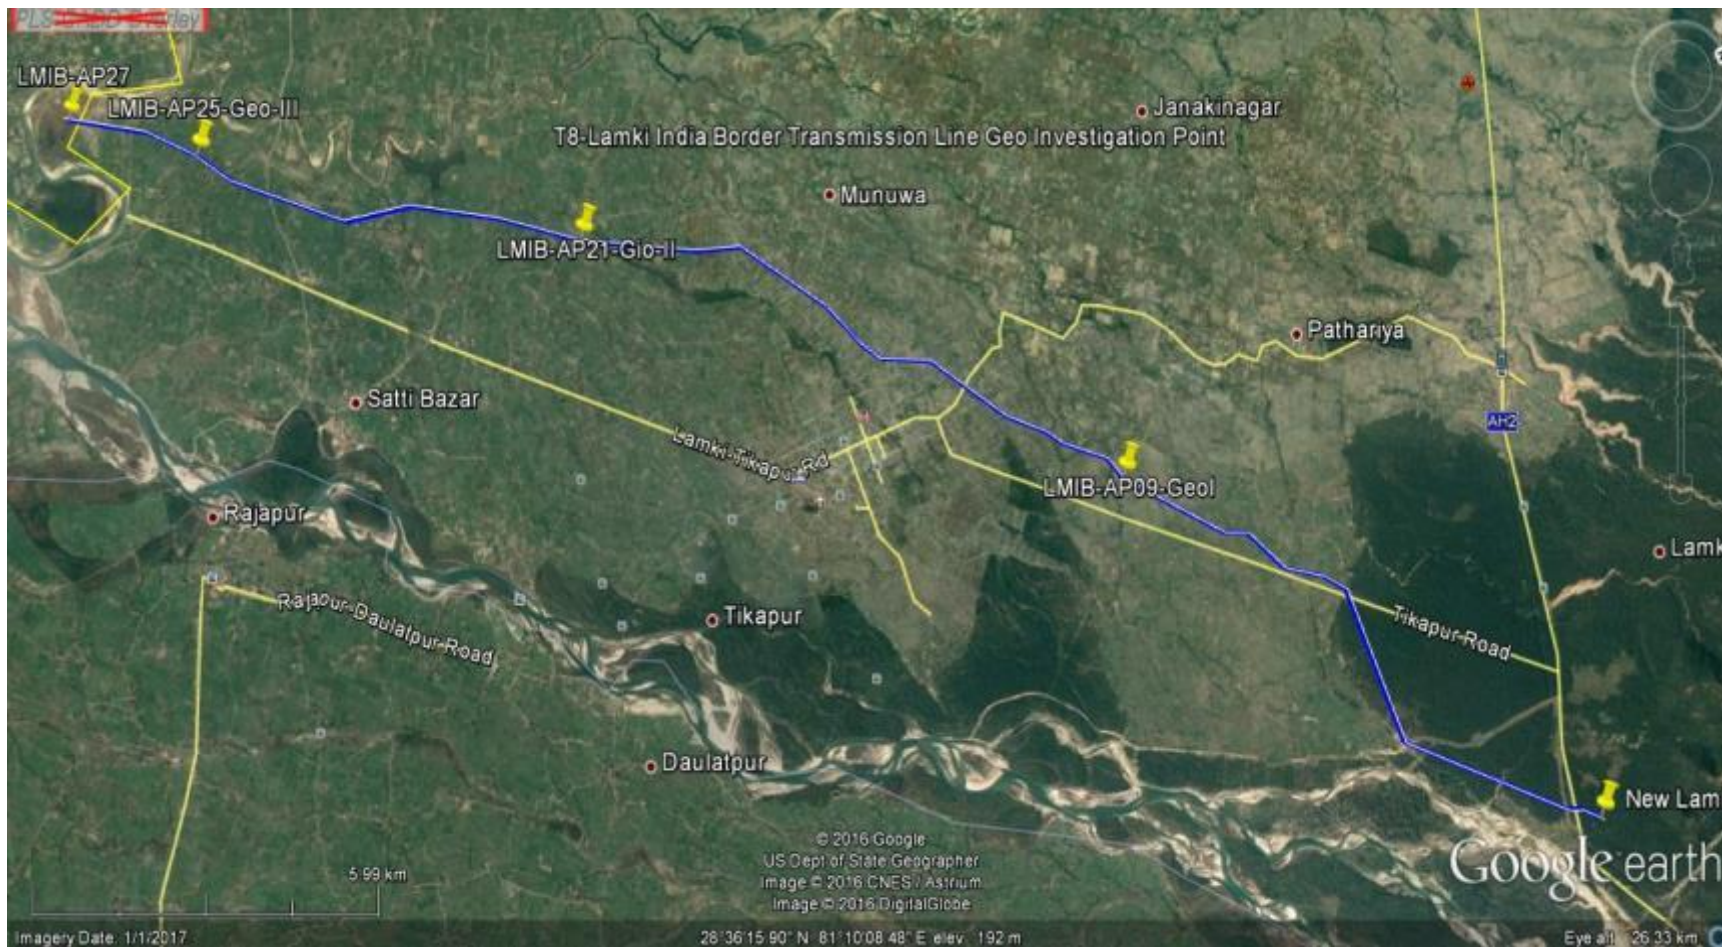 PLS-CADD Overlay
LMIB-AP27
LMIB-AP25-Geo-III
Janakinagar
T8-Lamki India Border Transmission Line Geo Investigation Point
Munuwa
LMIB-AP21-Gio-II
Pathariya
Satti Bazar
AH2
Lamki-Tikapur Rd
LMIB-AP09-GeoI
Rajapur
Lamk
Rajapur-Daulatpur Road
Tikapur
Tikapur Road
Daulatpur
New Lam
© 2016 Google
US Dept of State Geographer
Image © 2016 CNES / Astrium
Image © 2016 DigitalGlobe
Google earth
5.99 km
Imagery Date: 1/1/2017
28°36'15.90" N 81°10'08.48" E elev. 192 m
Eye alt 26.33 km